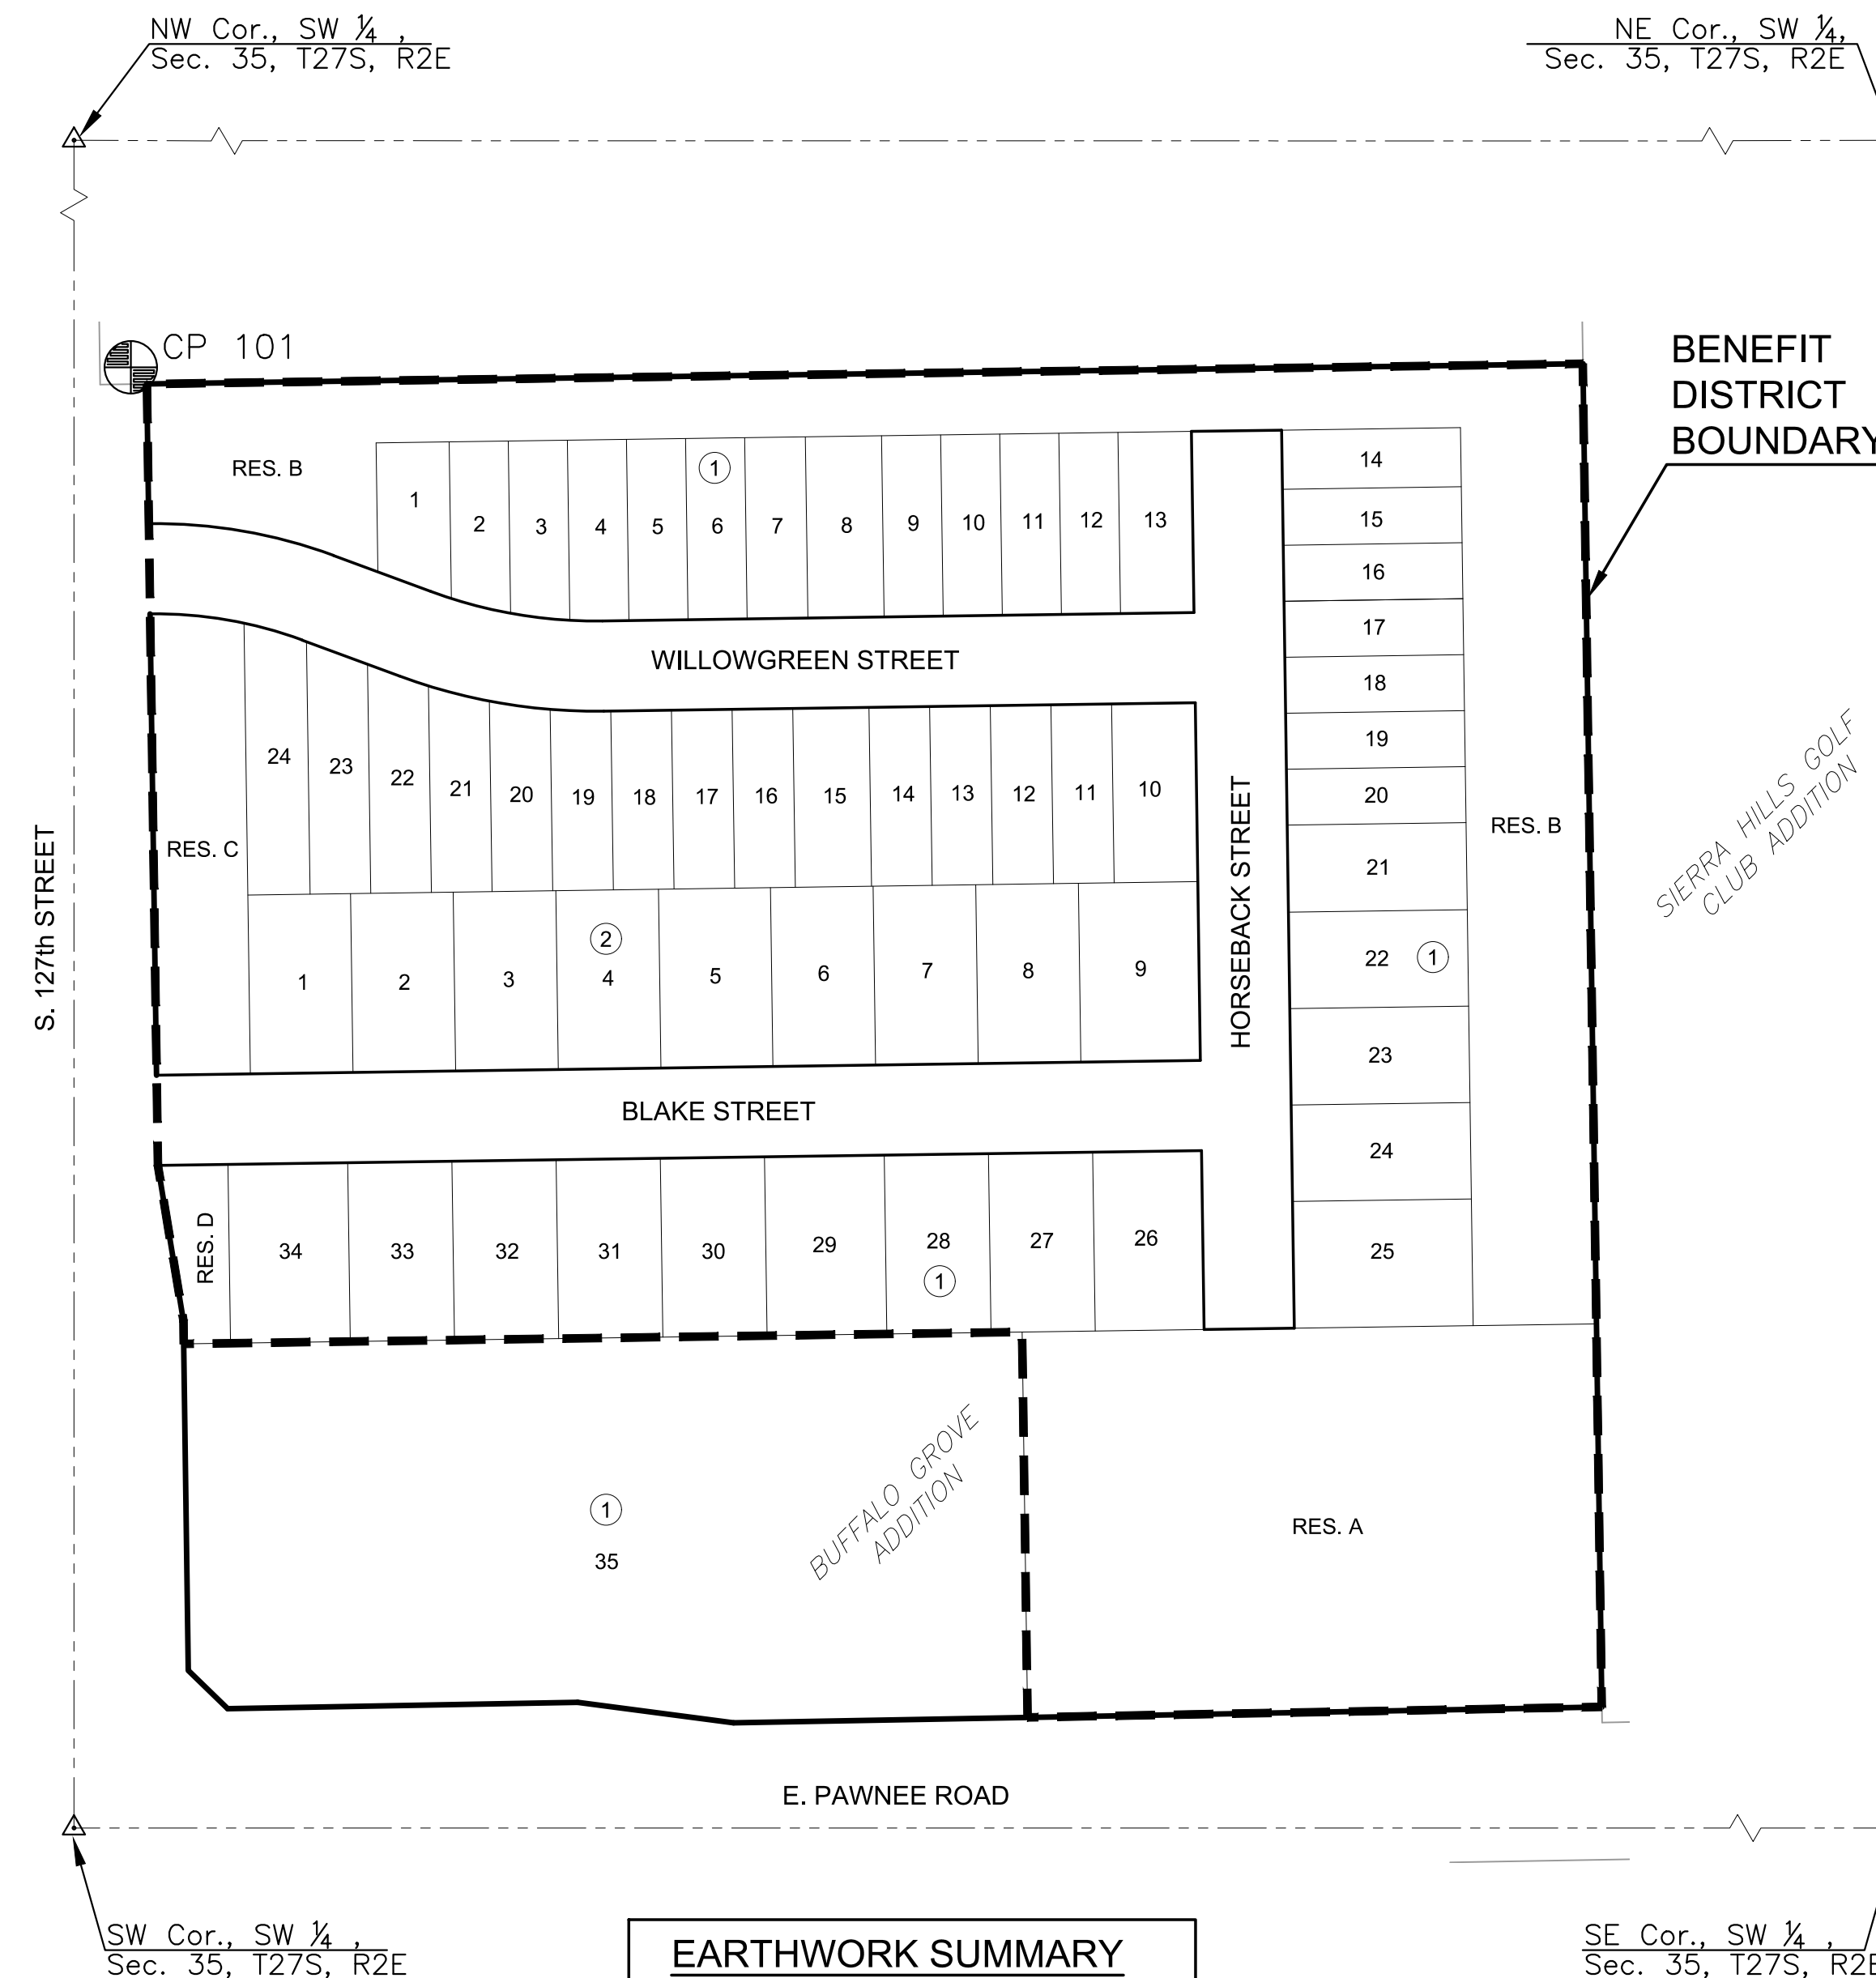 NW Cor., SW ¼ ,
Sec. 35, T27S, R2E
NE Cor., SW ¼,
Sec. 35, T27S, R2E
CP 101
BENEFIT
DISTRICT
BOUNDARY
RES. B
1
2
3
4
5
1
6
7
8
9
10
11
12
13
14
15
16
17
18
19
20
21
22
1
23
24
25
WILLOWGREEN STREET
HORSEBACK STREET
RES. B
SIERRA HILLS GOLF
CLUB ADDITION
S. 127th STREET
RES. C
24
23
22
21
20
19
18
17
16
15
14
13
12
11
10
1
2
3
2
4
5
6
7
8
9
BLAKE STREET
RES. D
34
33
32
31
30
29
28
1
27
26
1
35
BUFFALO GROVE
ADDITION
RES. A
E. PAWNEE ROAD
SW Cor., SW ¼ ,
Sec. 35, T27S, R2E
EARTHWORK SUMMARY
SE Cor., SW ¼ ,
Sec. 35, T27S, R2E